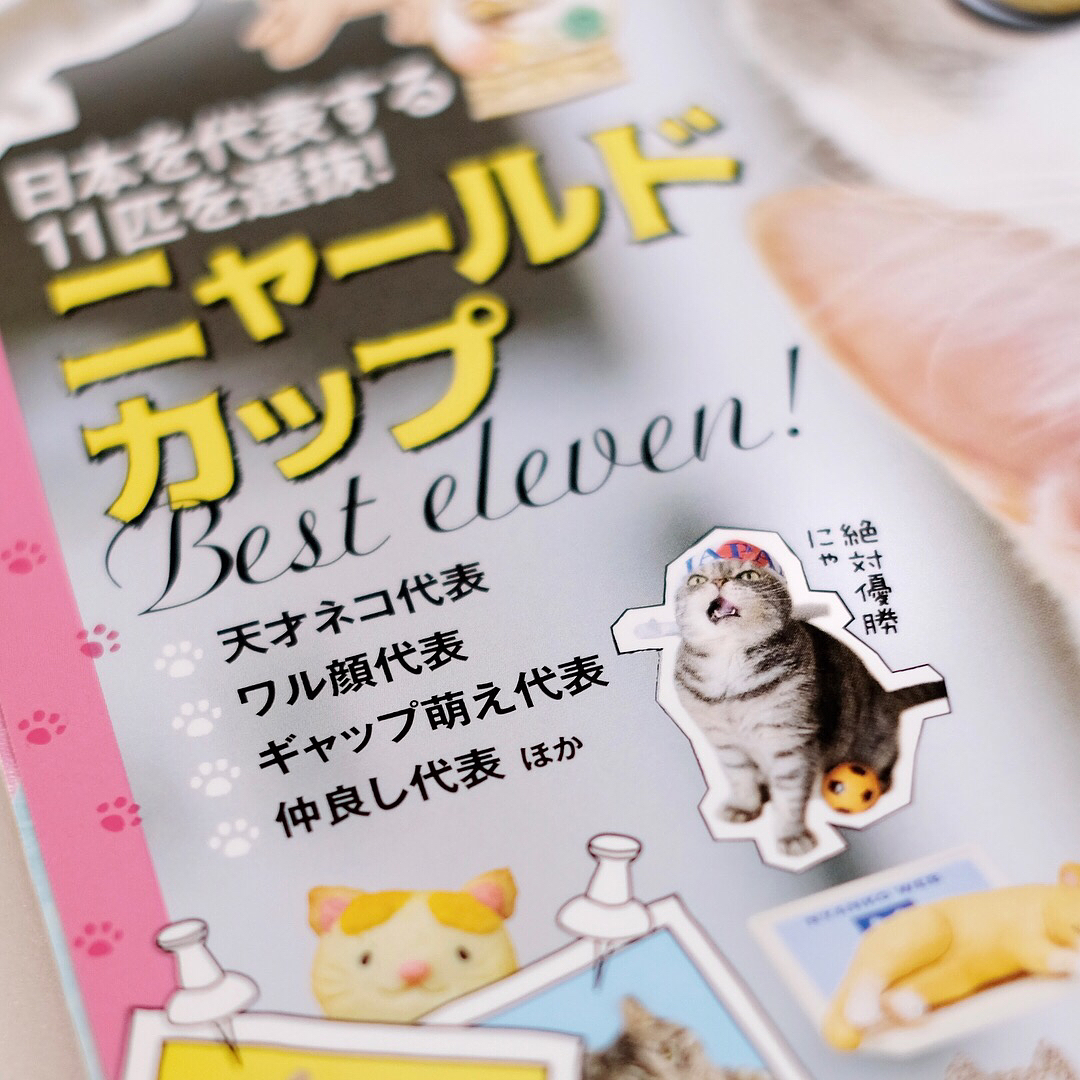 日本を代表する
11匹を選抜!
ニャールド
カップ
Best eleven!
天才ネコ代表
ワル顔代表
ギャップ萌え代表
仲良し代表 ほか
絶対優勝
にゃ
JAPA